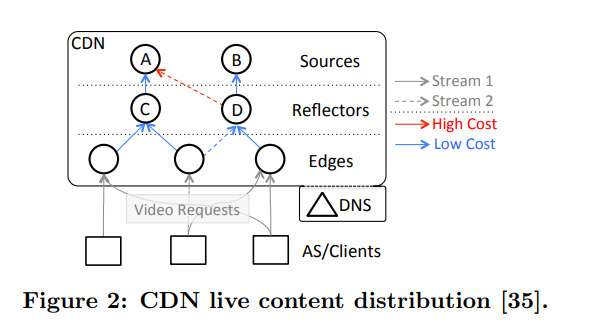 CDN
A
B
Sources
C
D
Reflectors
Edges
Stream 1
Stream 2
High Cost
Low Cost
Video Requests
DNS
AS/Clients
Figure 2: CDN live content distribution [35].